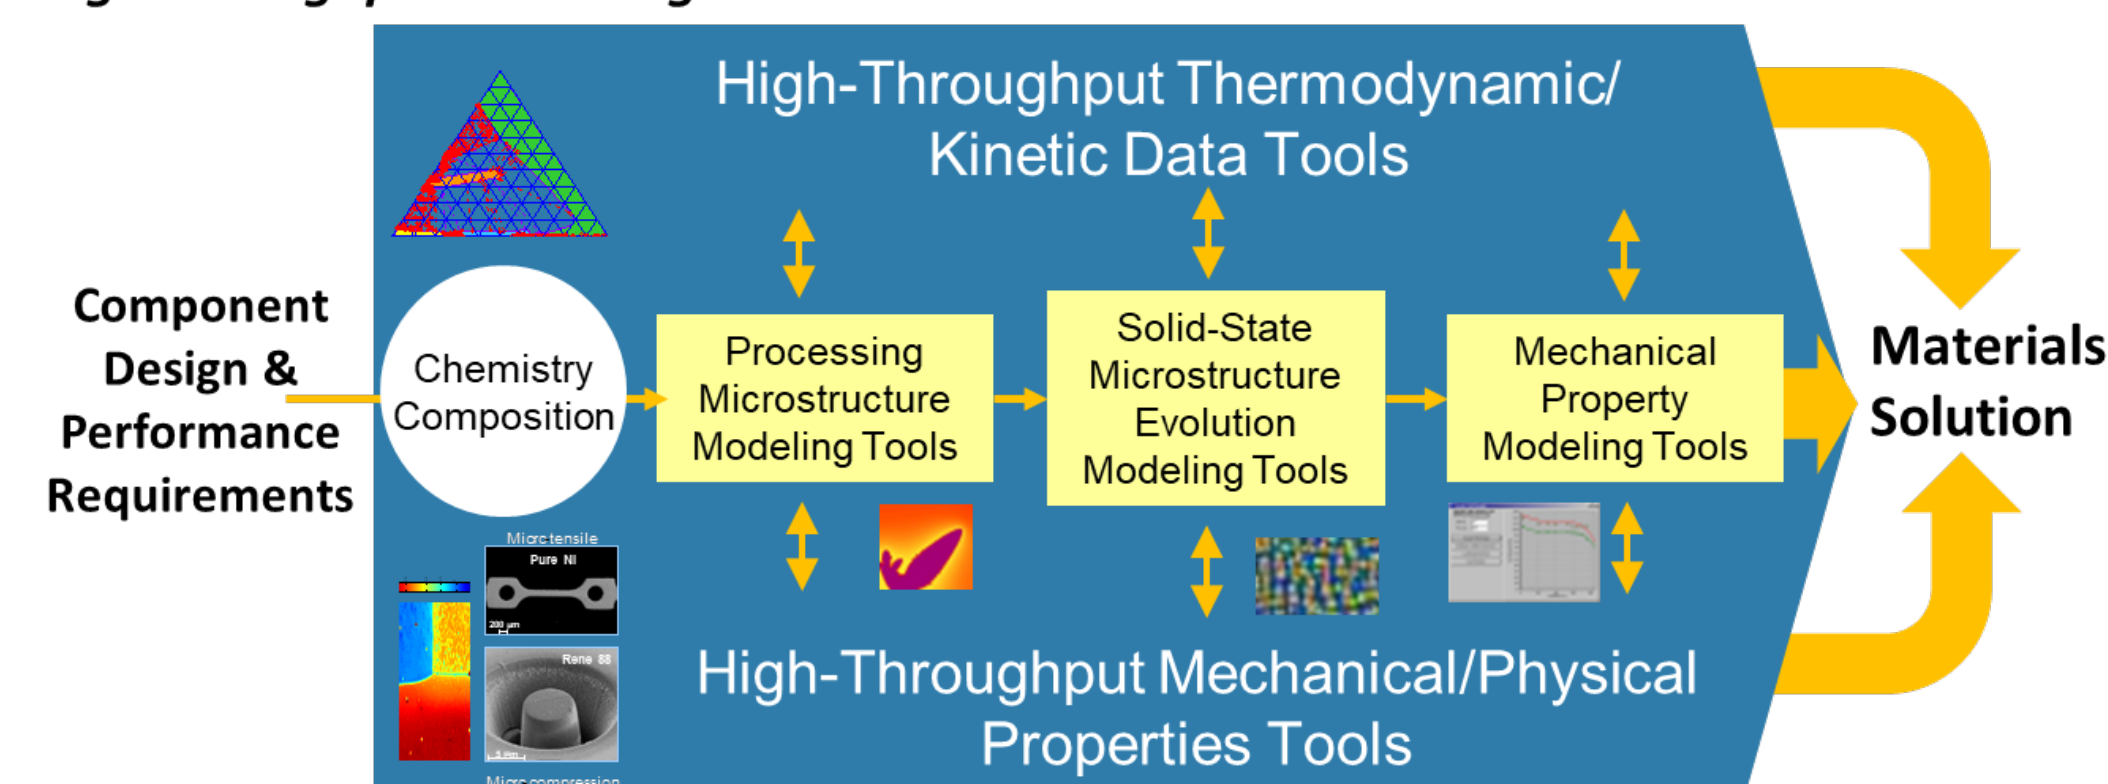 High-Throughput Thermodynamic/
Kinetic Data Tools
Component
Design &
Performance
Requirements
Chemistry
Composition
Processing
Microstructure
Modeling Tools
Solid-State
Microstructure
Evolution
Modeling Tools
Mechanical
Property
Modeling Tools
Materials
Solution
Pure Ni
200 μm
Rene 88
High-Throughput Mechanical/Physical
Properties Tools